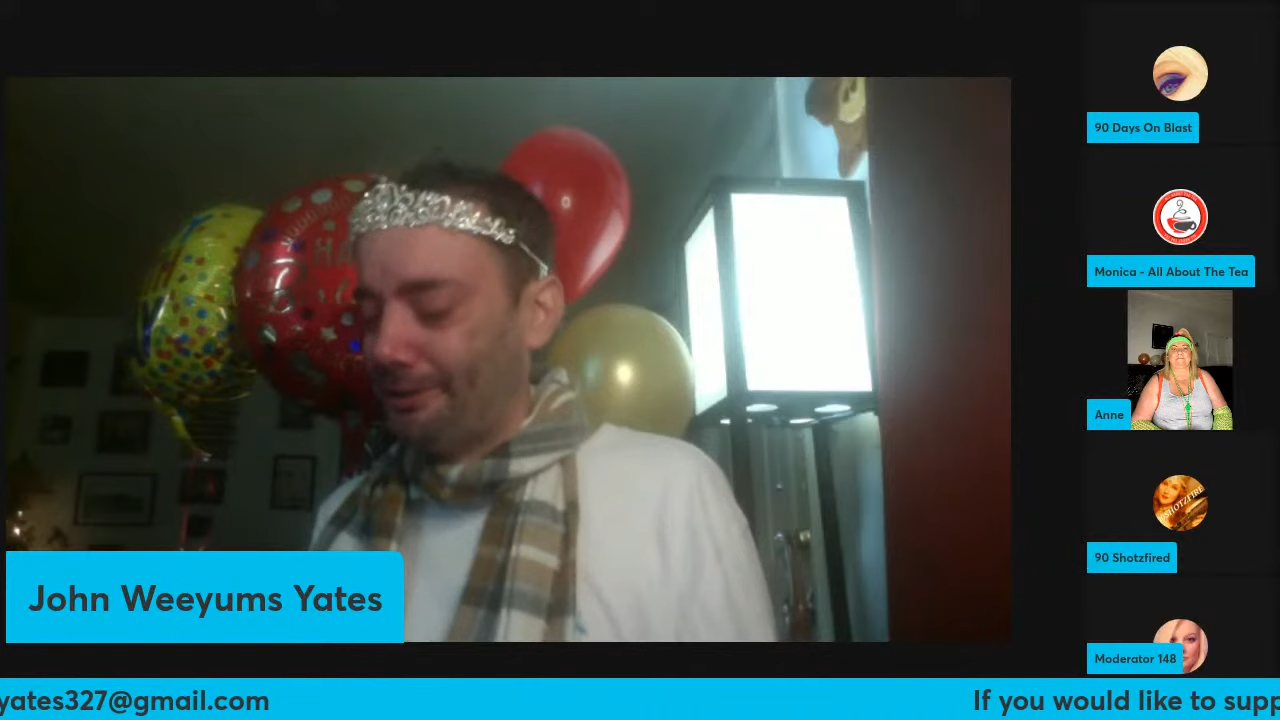 90 Days On Blast
Monica - All About The Tea
Anne
90 Shotzfired
SHOTZFIRE
Moderator 148
John Weeyums Yates
yates327@gmail.com
If you would like to supp